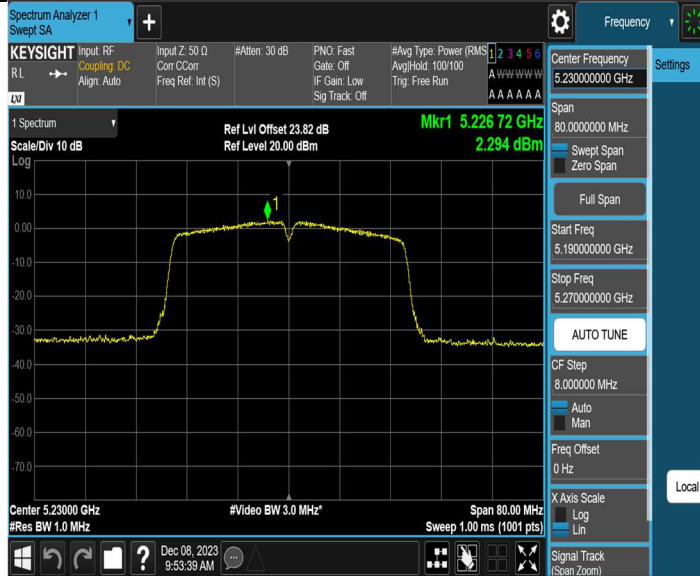 Spectrum Analyzer 1
Swept SA
+
Frequency
KEYSIGHT
RL
LXI
Input: RF
Coupling: DC
Align: Auto
Input Z: 50 Ω
Corr CCorr
Freq Ref: Int (S)
#Atten: 30 dB
PNO: Fast
Gate: Off
IF Gain: Low
Sig Track: Off
#Avg Type: Power (RMS
Avg|Hold: 100/100
Trig: Free Run
1 2 3 4 5 6
A W W W W W
A A A A A A
1 Spectrum
Scale/Div 10 dB
Log
Ref Lvl Offset 23.82 dB
Ref Level 20.00 dBm
Mkr1 5.226 72 GHz
2.294 dBm
1
10.0
0.00
-10.0
-20.0
-30.0
-40.0
-50.0
-60.0
-70.0
Center 5.23000 GHz
#Res BW 1.0 MHz
#Video BW 3.0 MHz*
Span 80.00 MHz
Sweep 1.00 ms (1001 pts)
Center Frequency
5.230000000 GHz
Settings
Span
80.0000000 MHz
Swept Span
Zero Span
Full Span
Start Freq
5.190000000 GHz
Stop Freq
5.270000000 GHz
AUTO TUNE
CF Step
8.000000 MHz
Auto
Man
Freq Offset
0 Hz
X Axis Scale
Log
Lin
Local
Signal Track
(Span Zoom)
?
Dec 08, 2023
9:53:39 AM